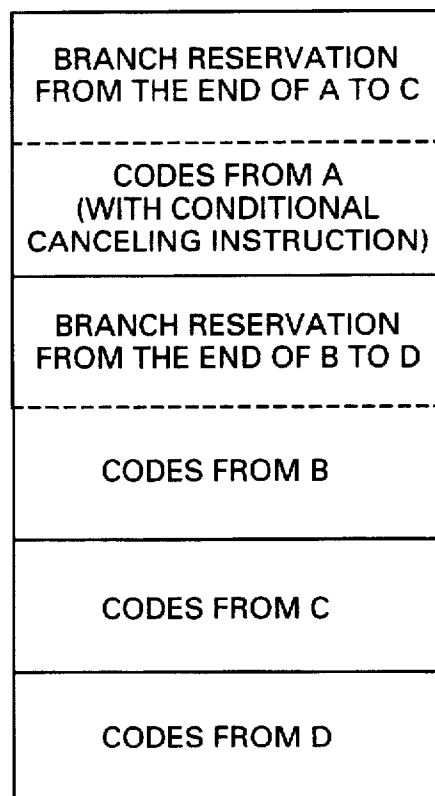 BRANCH RESERVATION
FROM THE END OF A TO C
CODES FROM A
(WITH CONDITIONAL
CANCELING INSTRUCTION)
BRANCH RESERVATION
FROM THE END OF B TO D
CODES FROM B
CODES FROM C
CODES FROM D